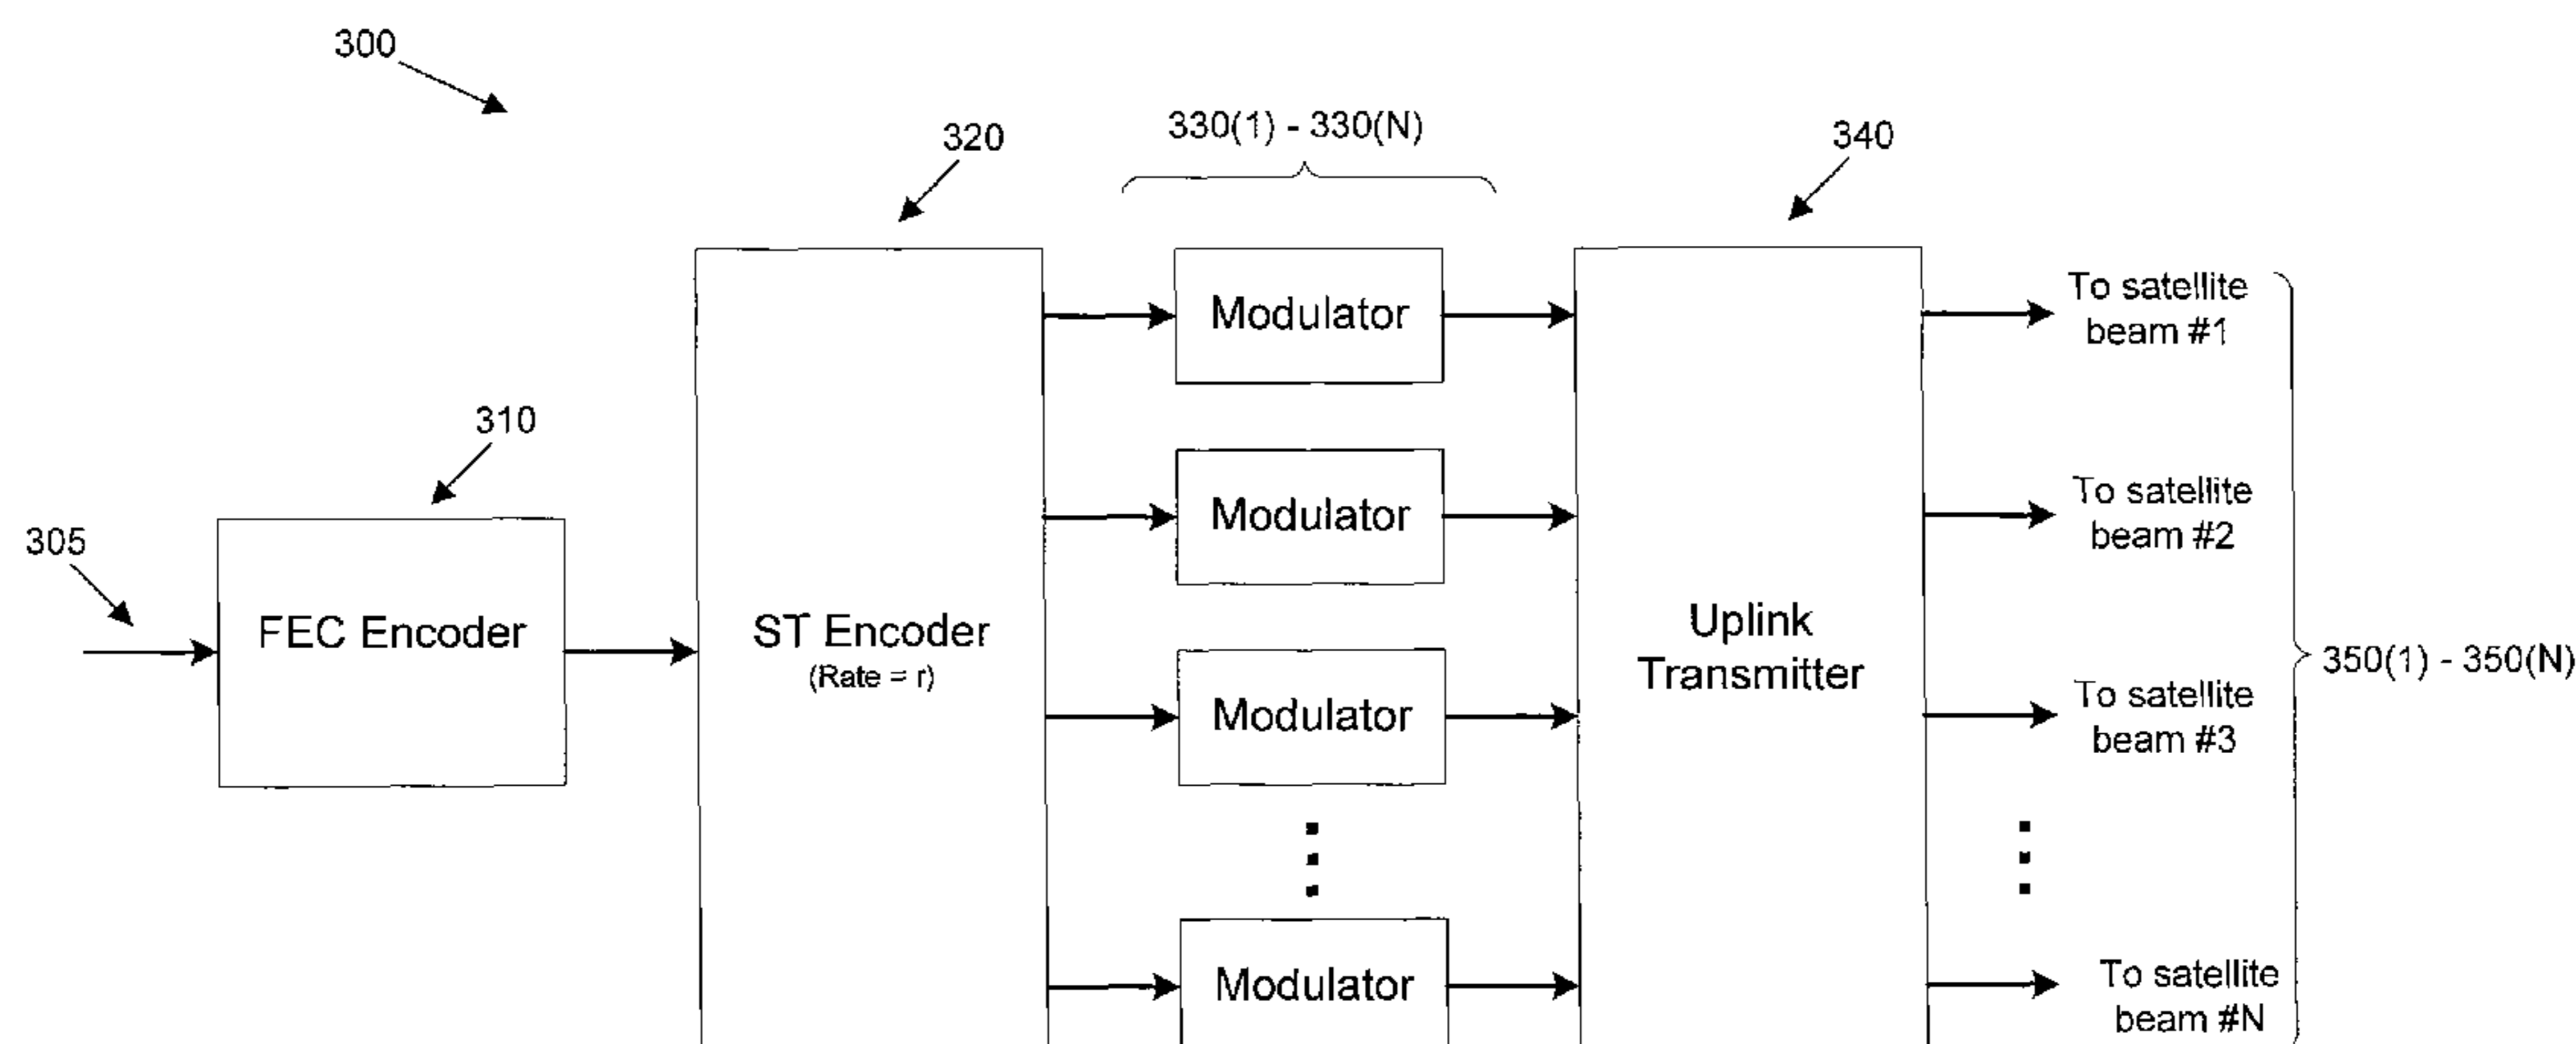 300
320
330(1) - 330(N)
340
310
305
FEC Encoder
ST Encoder
(Rate = r)
Modulator
Modulator
Modulator
Modulator
Uplink
Transmitter
To satellite
beam #1
To satellite
beam #2
To satellite
beam #3
To satellite
beam #N
350(1) - 350(N)